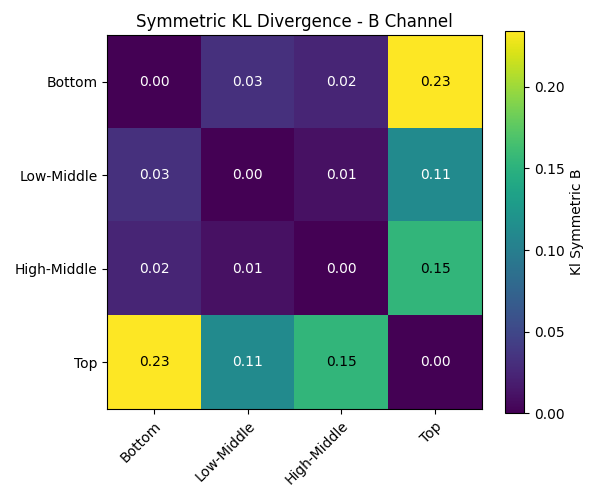 Symmetric KL Divergence - B Channel
Bottom 0.00 0.03 0.02 0.23
Low-Middle 0.03 0.00 0.01 0.11
High-Middle 0.02 0.01 0.00 0.15
Top 0.23 0.11 0.15 0.00
Bottom Low-Middle High-Middle Top
0.20
0.15
0.10
0.05
0.00
Kl Symmetric B